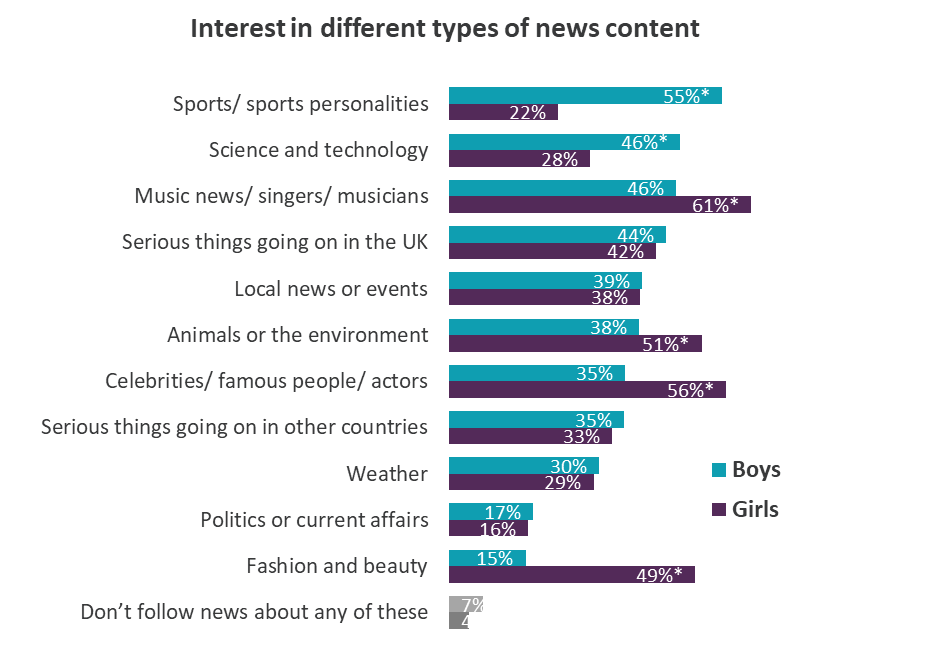 Interest in different types of news content
Sports/ sports personalities
55%*
22%
Science and technology
46%*
28%
Music news/ singers/ musicians
46%
61%*
Serious things going on in the UK
44%
42%
Local news or events
39%
38%
Animals or the environment
38%
51%*
Celebrities/ famous people/ actors
35%
56%*
Serious things going on in other countries
35%
33%
Weather
30%
29%
Boys
Politics or current affairs
17%
16%
Girls
Fashion and beauty
15%
49%*
Don’t follow news about any of these
7%
4